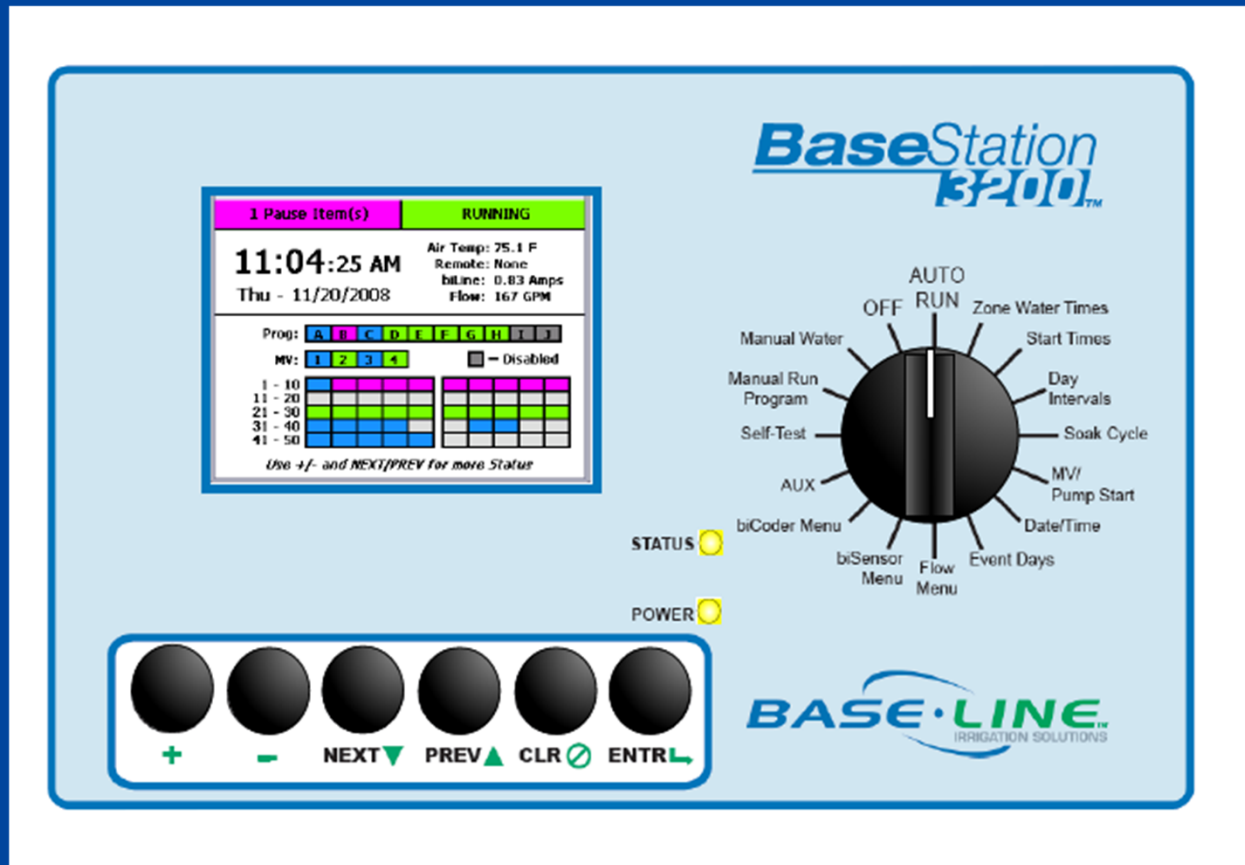 BaseStation
3200™
1 Pause Item(s) RUNNING
11:04:25 AM
Thu - 11/20/2008
Air Temp: 75.1 F
Remote: None
biLine: 0.83 Amps
Flow: 167 GPM
Prog: A B C D E F G H I J
MV: 1 2 3 4
- Disabled
1 - 10
11 - 20
21 - 30
31 - 40
41 - 50
Use +/- and NEXT/PREV for more Status
AUTO
RUN
OFF
Zone Water Times
Manual Water
Start Times
Manual Run
Program
Day
Intervals
Self-Test
Soak Cycle
AUX
MV/
Pump Start
biCoder Menu
Date/Time
biSensor
Menu
Flow
Menu
Event Days
STATUS
POWER
+ - NEXT▼ PREV▲ CLR ENTR
BASE·LINE™
IRRIGATION SOLUTIONS